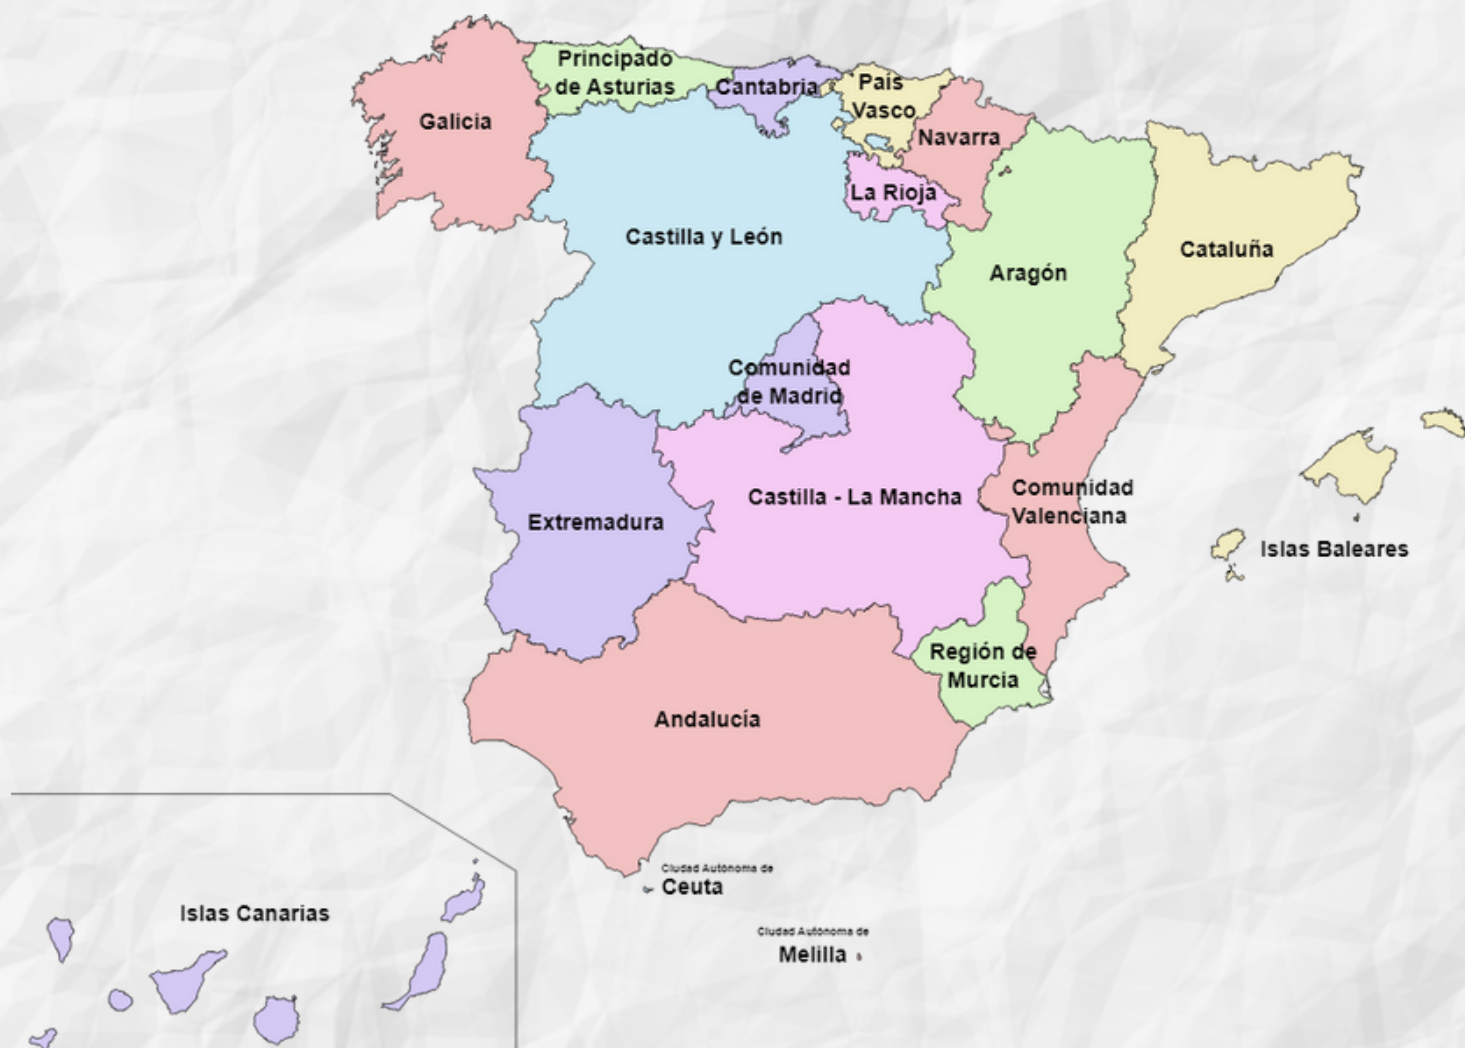 Principado
de Asturias
Cantabria
País
Vasco
Galicia
Navarra
La Rioja
Castilla y León
Cataluña
Aragón
Comunidad
de Madrid
Castilla - La Mancha
Comunidad
Valenciana
Extremadura
Islas Baleares
Región de
Murcia
Andalucía
Ciudad Autónoma de
Ceuta
Islas Canarias
Ciudad Autónoma de
Melilla